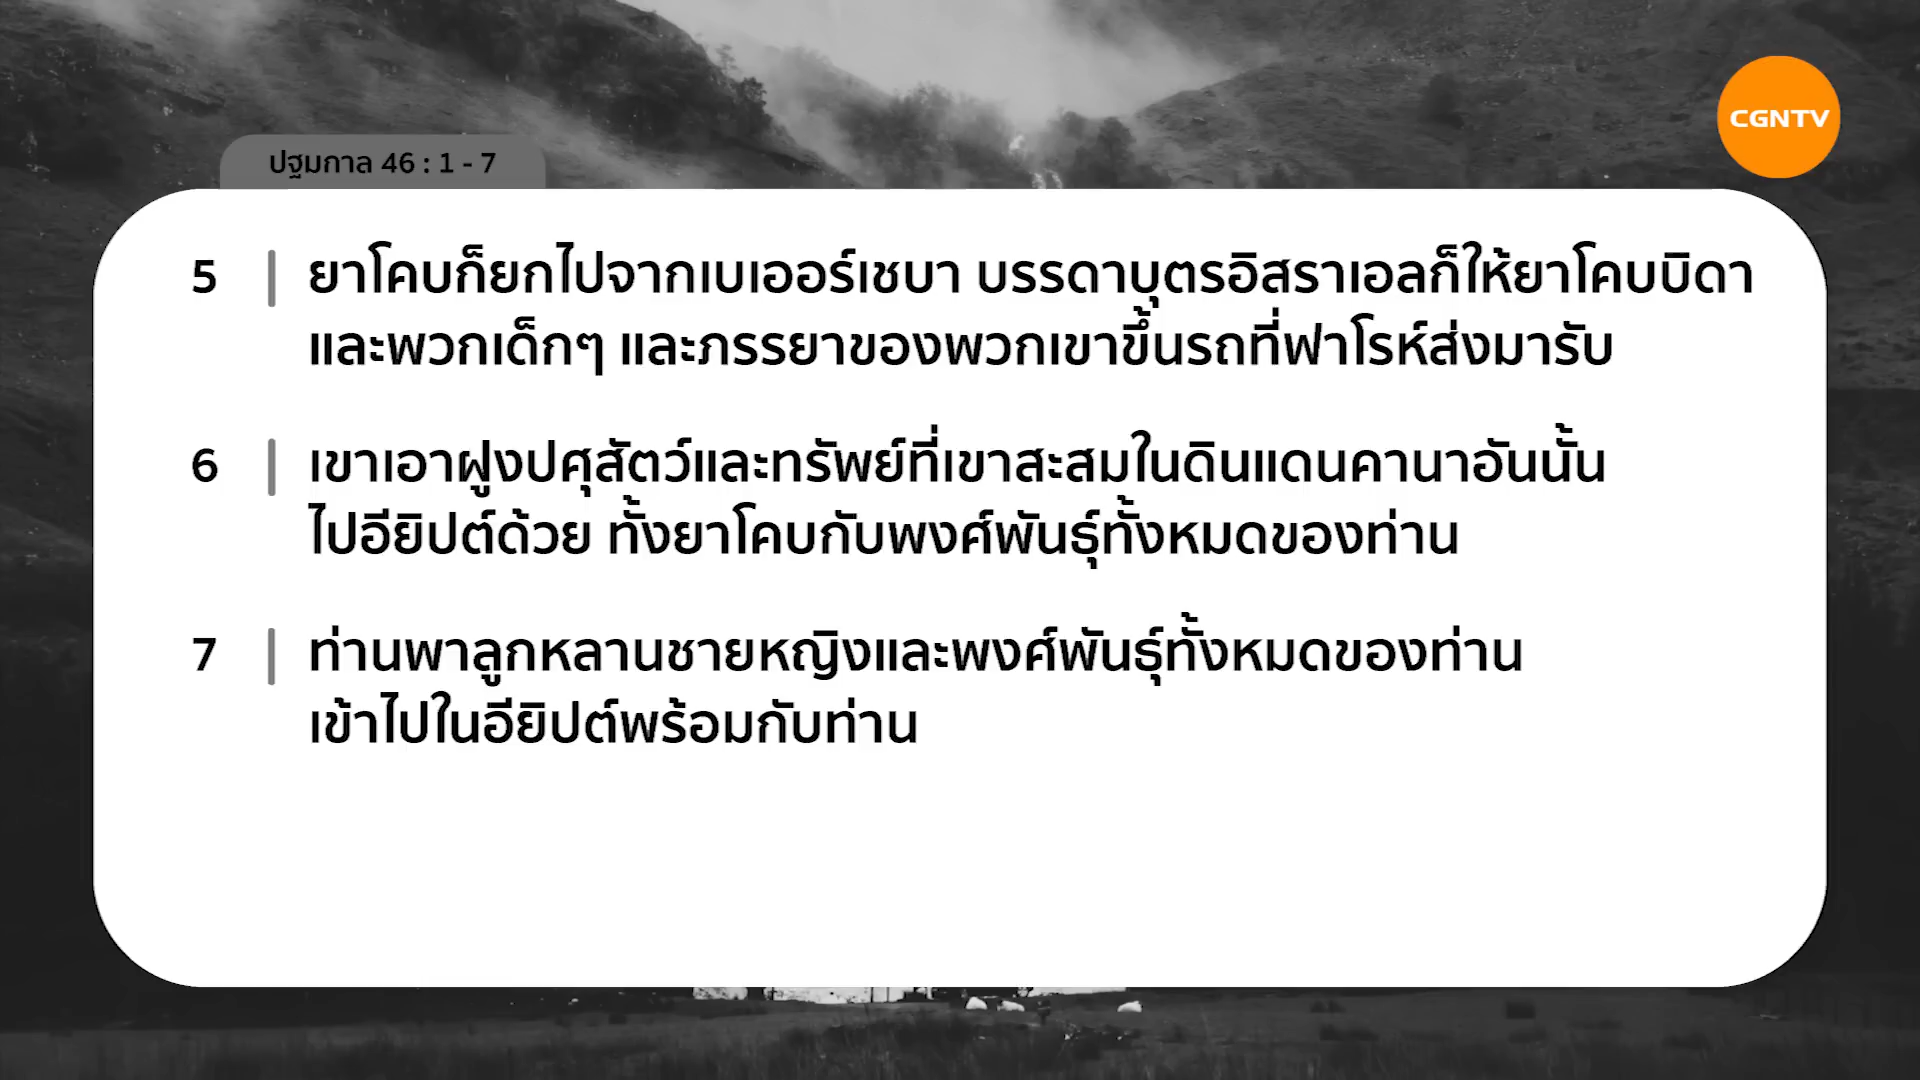 CGNTV
ปฐมกาล 46 : 1 - 7
5 ยาโคบก็ยกไปจากเบเออร์เชบา บรรดาบุตรอิสราเอลก็ให้ยาโคบบิดา
และพวกเด็กๆ และภรรยาของพวกเขาขึ้นรถที่ฟาโรห์ส่งมารับ
6 เขาเอาฝูงปศุสัตว์และทรัพย์ที่เขาสะสมในดินแดนคานาอันนั้น
ไปอียิปต์ด้วย ทั้งยาโคบกับพงศ์พันธุ์ทั้งหมดของท่าน
7 ท่านพาลูกหลานชายหญิงและพงศ์พันธุ์ทั้งหมดของท่าน
เข้าไปในอียิปต์พร้อมกับท่าน